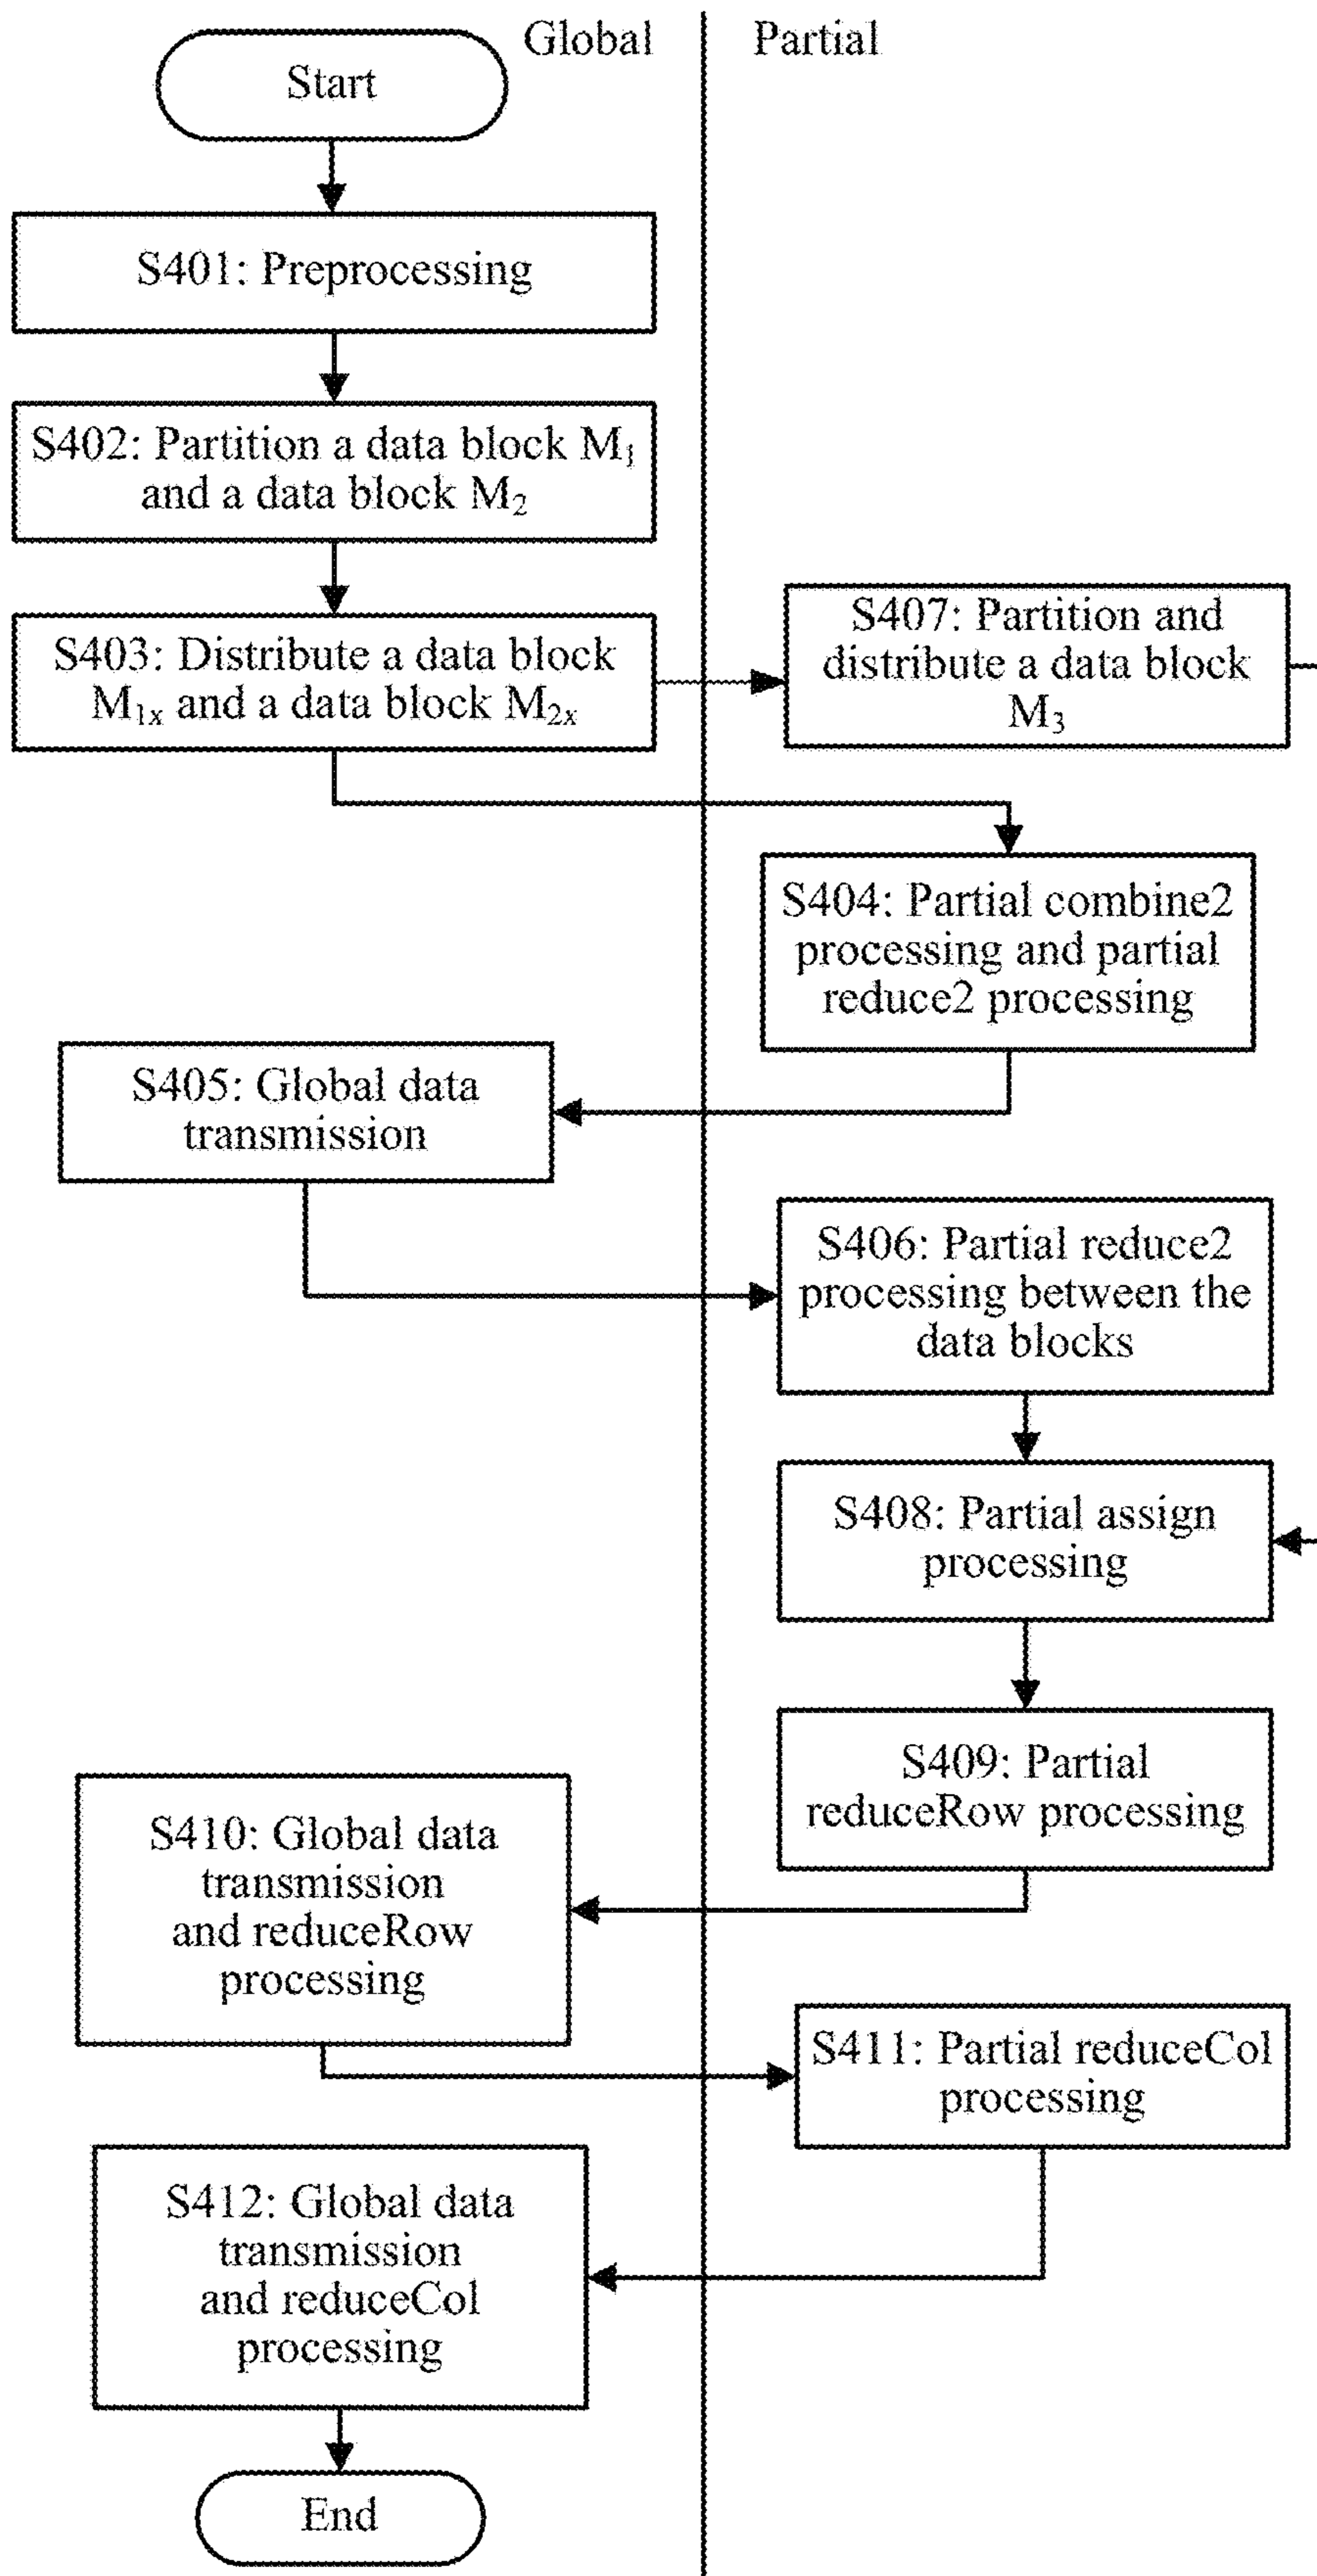 Global
Partial
Start
S401: Preprocessing
S402: Partition a data block M₁
and a data block M₂
S403: Distribute a data block
M₁ₓ and a data block M₂ₓ
S407: Partition and
distribute a data block
M₃
S404: Partial combine2
processing and partial
reduce2 processing
S405: Global data
transmission
S406: Partial reduce2
processing between the
data blocks
S408: Partial assign
processing
S409: Partial
reduceRow processing
S410: Global data
transmission
and reduceRow
processing
S411: Partial reduceCol
processing
S412: Global data
transmission
and reduceCol
processing
End